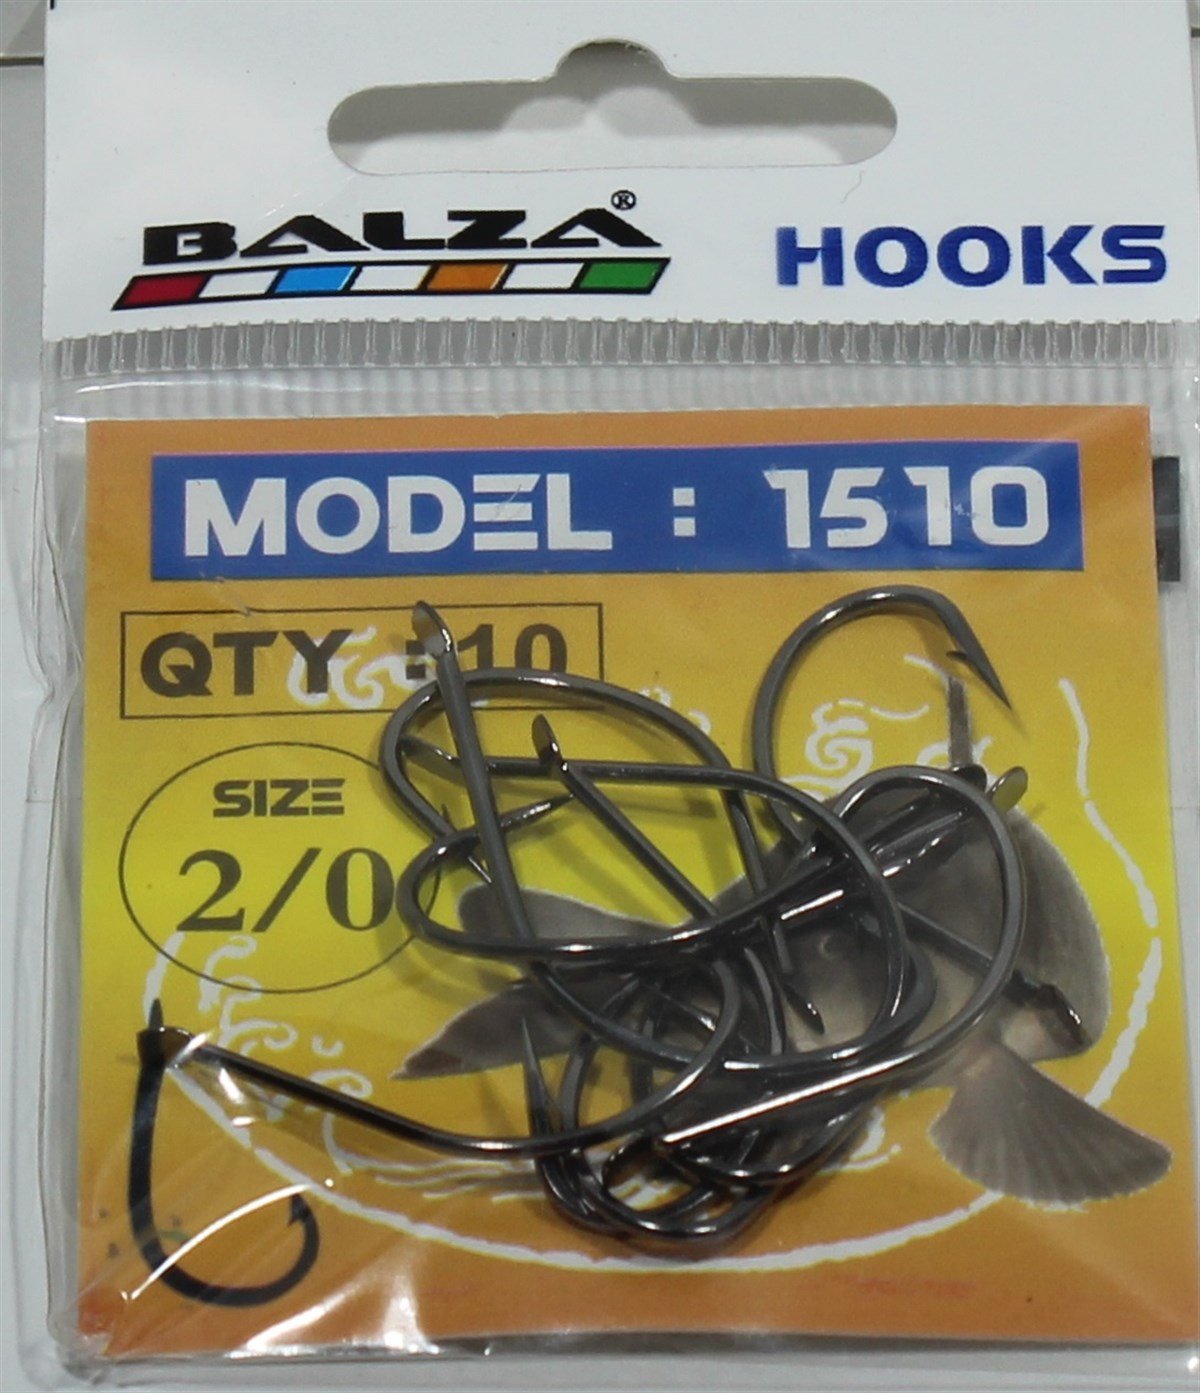 BALZA®
HOOKS
MODEL : 1510
QTY :10
SIZE
2/0